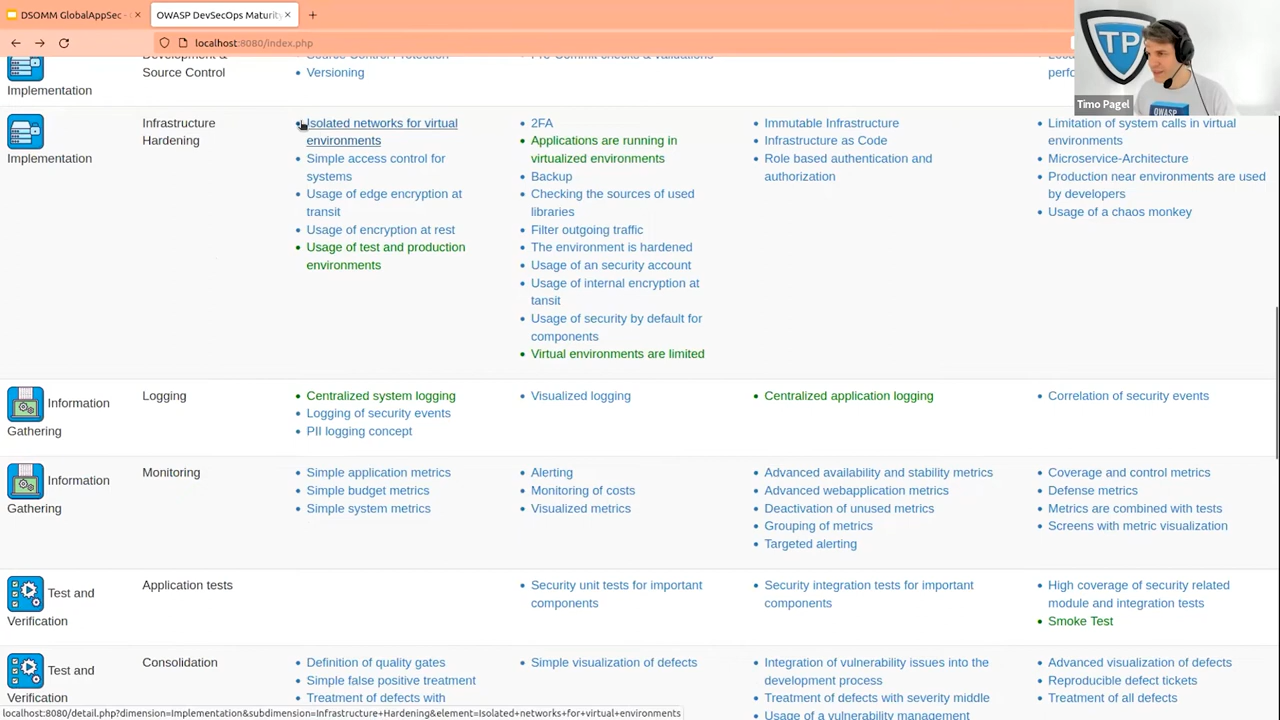 DSOMM GlobalAppSec -
OWASP DevSecOps Maturity
localhost:8080/index.php
TP
Timo Pagel
Implementation
Source Control
Versioning
Implementation
Infrastructure
Hardening
Isolated networks for virtual
environments
Simple access control for
systems
Usage of edge encryption at
transit
Usage of encryption at rest
Usage of test and production
environments
2FA
Applications are running in
virtualized environments
Backup
Checking the sources of used
libraries
Filter outgoing traffic
The environment is hardened
Usage of an security account
Usage of internal encryption at
tansit
Usage of security by default for
components
Virtual environments are limited
Immutable Infrastructure
Infrastructure as Code
Role based authentication and
authorization
Limitation of system calls in virtual
environments
Microservice-Architecture
Production near environments are used
by developers
Usage of a chaos monkey
Information
Gathering
Logging
Centralized system logging
Logging of security events
PII logging concept
Visualized logging
Centralized application logging
Correlation of security events
Information
Gathering
Monitoring
Simple application metrics
Simple budget metrics
Simple system metrics
Alerting
Monitoring of costs
Visualized metrics
Advanced availability and stability metrics
Advanced webapplication metrics
Deactivation of unused metrics
Grouping of metrics
Targeted alerting
Coverage and control metrics
Defense metrics
Metrics are combined with tests
Screens with metric visualization
Test and
Verification
Application tests
Security unit tests for important
components
Security integration tests for important
components
High coverage of security related
module and integration tests
Smoke Test
Test and
Verification
Consolidation
Definition of quality gates
Simple false positive treatment
Treatment of defects with
Simple visualization of defects
Integration of vulnerability issues into the
development process
Treatment of defects with severity middle
Usage of a vulnerability management
Advanced visualization of defects
Reproducible defect tickets
Treatment of all defects
localhost:8080/detail.php?dimension=Implementation&subdimension=Infrastructure+Hardening&element=Isolated+networks+for+virtual+environments